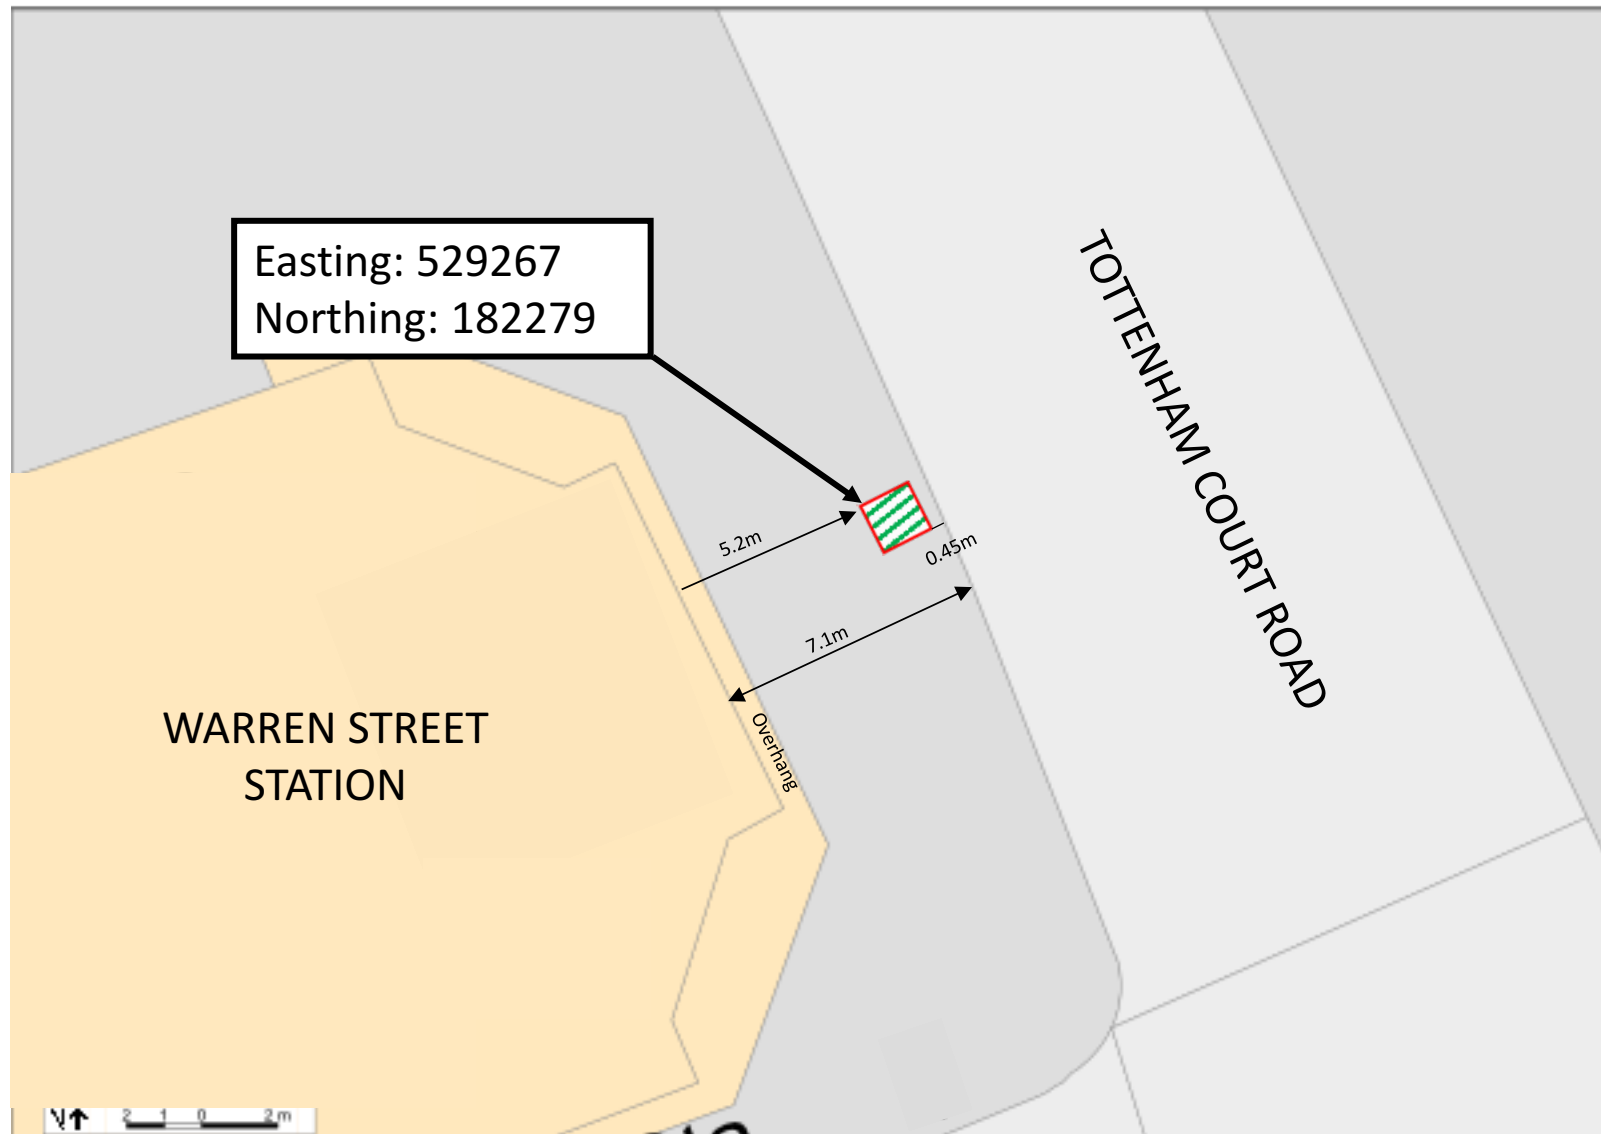 Easting: 529267
Northing: 182279
TOTTENHAM COURT ROAD
5.2m
0.45m
7.1m
Overhang
WARREN STREET
STATION
N
2 1 0 2 m